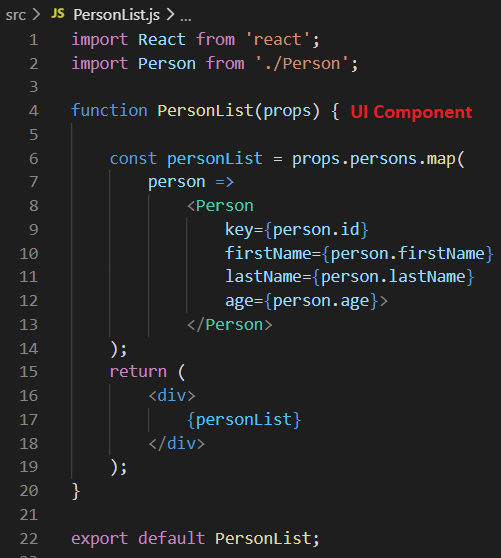 src > JS PersonList.js > ...
1 import React from 'react';
2 import Person from './Person';
3
4 function PersonList(props) { UI Component
5
6     const personList = props.persons.map(
7         person =>
8             <Person
9                 key={person.id}
10                 firstName={person.firstName}
11                 lastName={person.lastName}
12                 age={person.age}>
13             </Person>
14     );
15     return (
16         <div>
17             {personList}
18         </div>
19     );
20 }
21
22 export default PersonList;